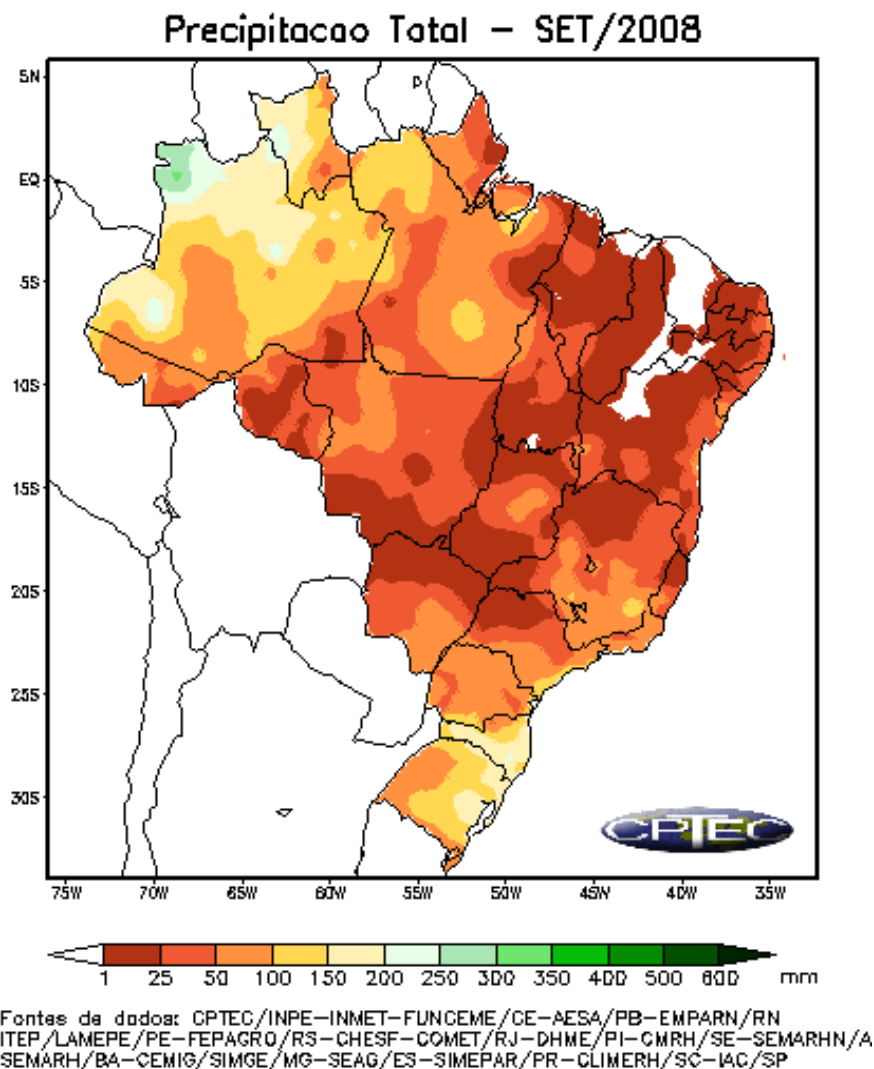 Precipitacao Total – SET/2008
5N
EQ
5S
10S
15S
20S
25S
30S
CPTEC
75W 70W 65W 60W 55W 50W 45W 40W 35W
1 25 50 100 150 200 250 300 350 400 500 600 mm
Fontes de dados: CPTEC/INPE–INMET–FUNCEME/CE–AESA/PB–EMPARN/RN
ITEP/LAMEPE/PE–FEPAGRO/RS–CHESF–COMET/RJ–DHME/PI–CMRH/SE–SEMARHN/A
SEMARH/BA–CEMIG/SIMGE/MG–SEAG/ES–SIMEPAR/PR–CLIMERH/SC–IAC/SP